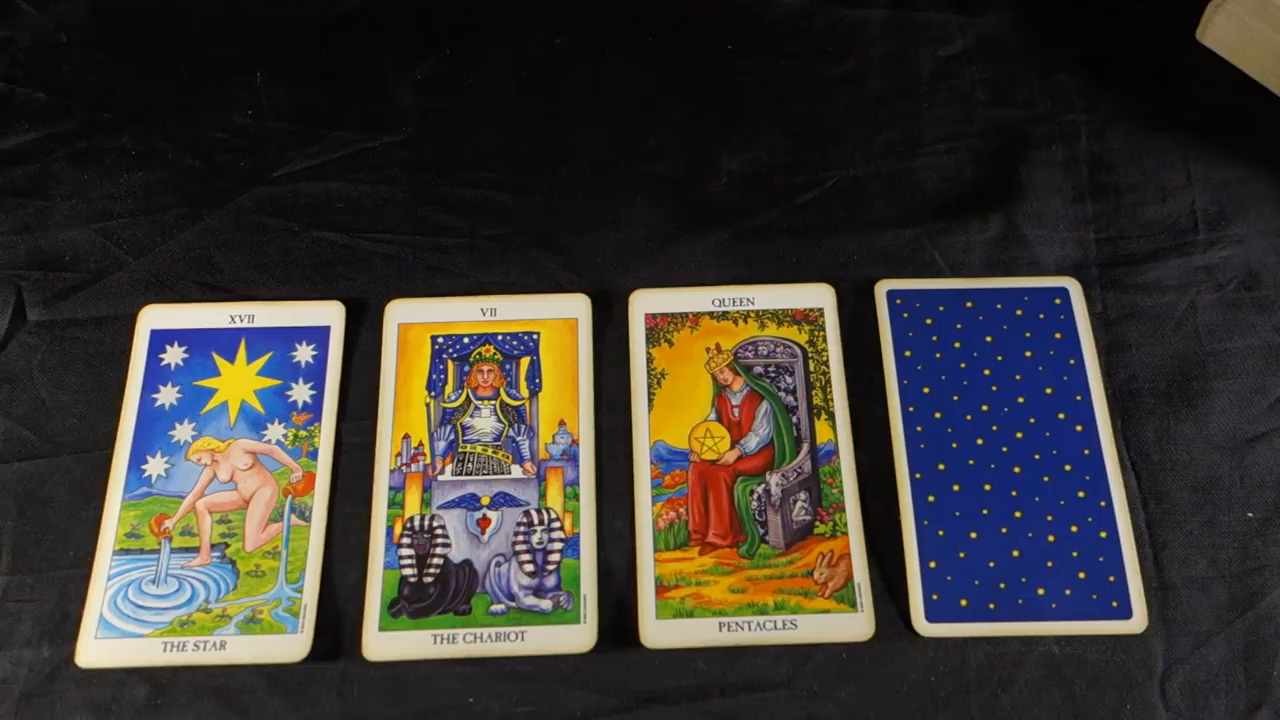 XVII
THE STAR
VII
THE CHARIOT
QUEEN
PENTACLES